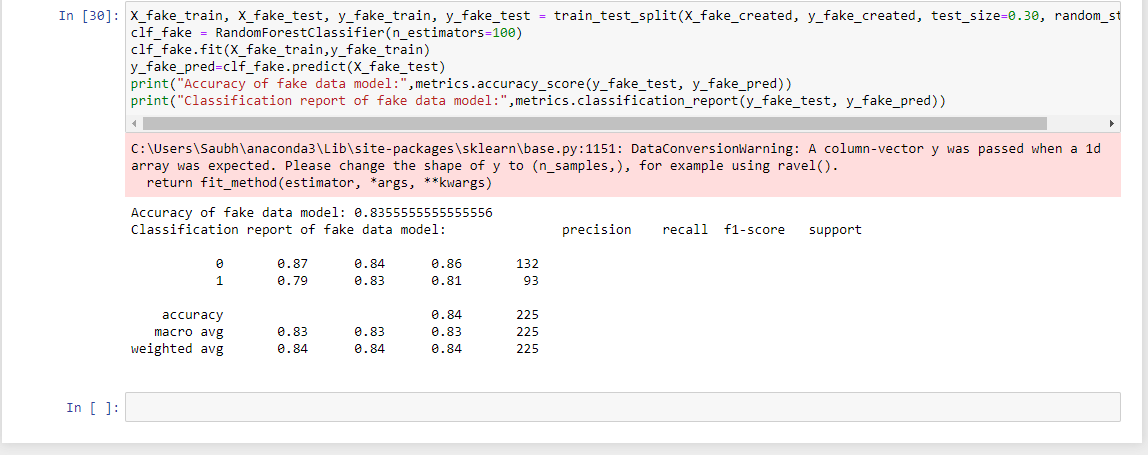 In [30]: X_fake_train, X_fake_test, y_fake_train, y_fake_test = train_test_split(X_fake_created, y_fake_created, test_size=0.30, random_st
clf_fake = RandomForestClassifier(n_estimators=100)
clf_fake.fit(X_fake_train,y_fake_train)
y_fake_pred=clf_fake.predict(X_fake_test)
print("Accuracy of fake data model:",metrics.accuracy_score(y_fake_test, y_fake_pred))
print("Classification report of fake data model:",metrics.classification_report(y_fake_test, y_fake_pred))
C:\Users\Saubh\anaconda3\Lib\site-packages\sklearn\base.py:1151: DataConversionWarning: A column-vector y was passed when a 1d
array was expected. Please change the shape of y to (n_samples,), for example using ravel().
return fit_method(estimator, *args, **kwargs)
Accuracy of fake data model: 0.8355555555555556
Classification report of fake data model: precision recall f1-score support
0 0.87 0.84 0.86 132
1 0.79 0.83 0.81 93
accuracy 0.84 225
macro avg 0.83 0.83 0.83 225
weighted avg 0.84 0.84 0.84 225
In [ ]: